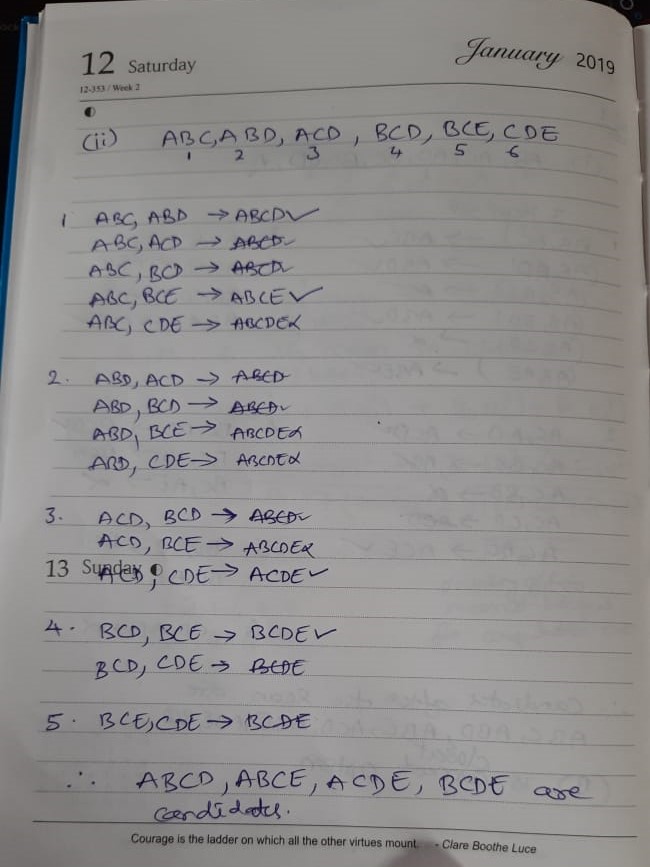 12 Saturday January 2019
12-353 / Week 2
(ii) ABC, ABD, ACD, BCD, BCE, CDE
1 2 3 4 5 6
1 ABC, ABD → ABCD ✓
ABC, ACD → ABCD
ABC, BCD → ABCD
ABC, BCE → ABCE ✓
ABC, CDE → ABCDE x
2. ABD, ACD → ABCD
ABD, BCD → ABCD
ABD, BCE → ABCDE x
ABD, CDE → ABCDE x
3. ACD, BCD → ABCD
ACD, BCE → ABCDE x
13 Sunday
ACD, CDE → ACDE ✓
4. BCD, BCE → BCDE ✓
BCD, CDE → BCDE
5. BCE, CDE → BCDE
∴ ABCD, ABCE, ACDE, BCDE are
candidates.
Courage is the ladder on which all the other virtues mount. - Clare Boothe Luce